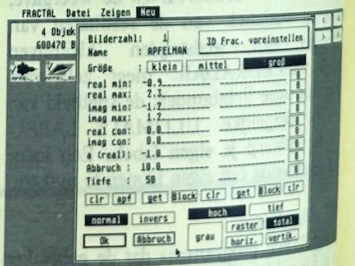 FRACTAL Datei Zeigen Neu
4 Objek
600470 B
APFEL_1 APFEL_3D
Bilderzahl: 1
3D Frac. voreinstellen
Name : APFELMAN
Größe : klein mittel groß
real min: -0.9
real max: 2.3
imag min: -1.2
imag max: 1.2
real con: 0.0
imag con: 0.0
a (real): -1.0
Abbruch : 10.0
Tiefe : 50
clr apf get Block clr get Block clr
normal invers hoch tief
grau raster total
Ok Abbruch horiz. vertik.